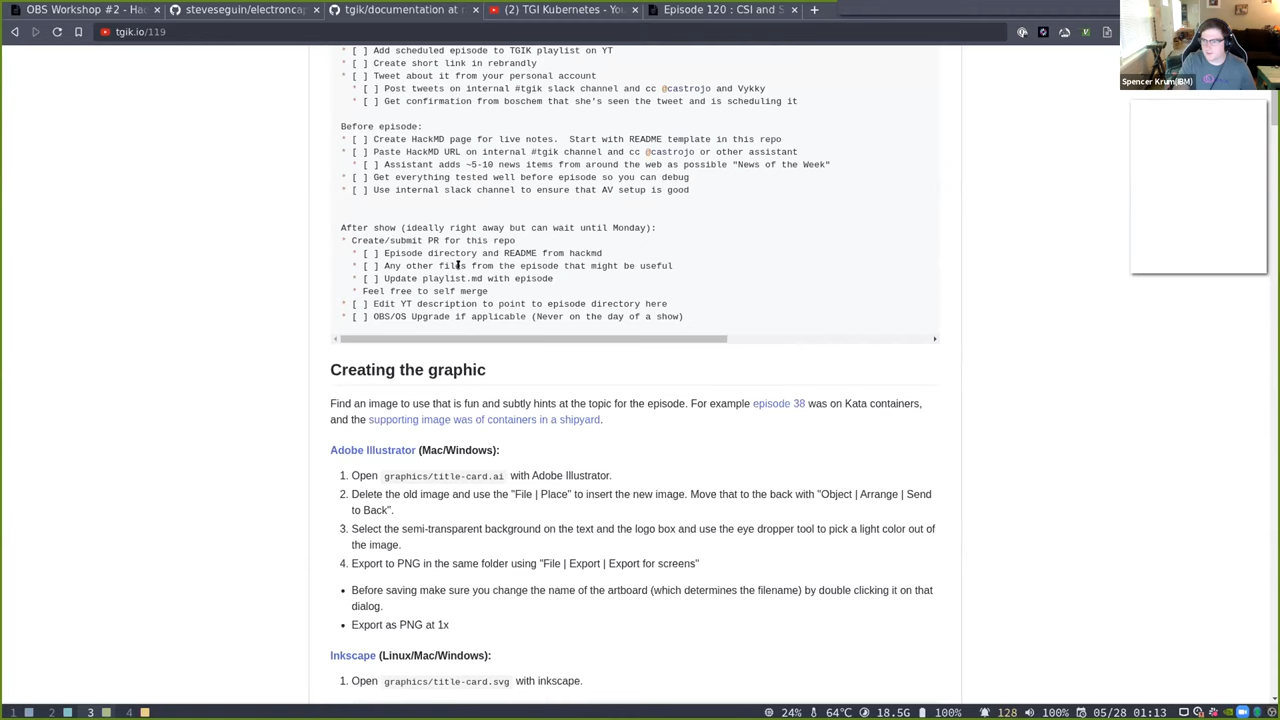 OBS Workshop #2 - Hac
steveseguin/electroncap
tgik/documentation at m
(2) TGI Kubernetes - You
Episode 120 : CSI and S
tgik.io/119
Spencer Krum(IBM)
* [ ] Add scheduled episode to TGIK playlist on YT
* [ ] Create short link in rebrandly
* [ ] Tweet about it from your personal account
* [ ] Post tweets on internal #tgik slack channel and cc @castrojo and Vykky
* [ ] Get confirmation from boschem that she's seen the tweet and is scheduling it
Before episode:
* [ ] Create HackMD page for live notes. Start with README template in this repo
* [ ] Paste HackMD URL on internal #tgik channel and cc @castrojo or other assistant
* [ ] Assistant adds ~5-10 news items from around the web as possible "News of the Week"
* [ ] Get everything tested well before episode so you can debug
* [ ] Use internal slack channel to ensure that AV setup is good
After show (ideally right away but can wait until Monday):
* Create/submit PR for this repo
* [ ] Episode directory and README from hackmd
* [ ] Any other files from the episode that might be useful
* [ ] Update playlist.md with episode
* Feel free to self merge
* [ ] Edit YT description to point to episode directory here
* [ ] OBS/OS Upgrade if applicable (Never on the day of a show)
Creating the graphic
Find an image to use that is fun and subtly hints at the topic for the episode. For example episode 38 was on Kata containers,
and the supporting image was of containers in a shipyard.
Adobe Illustrator (Mac/Windows):
1. Open graphics/title-card.ai with Adobe Illustrator.
2. Delete the old image and use the "File | Place" to insert the new image. Move that to the back with "Object | Arrange | Send
to Back".
3. Select the semi-transparent background on the text and the logo box and use the eye dropper tool to pick a light color out of
the image.
4. Export to PNG in the same folder using "File | Export | Export for screens"
• Before saving make sure you change the name of the artboard (which determines the filename) by double clicking it on that
dialog.
• Export as PNG at 1x
Inkscape (Linux/Mac/Windows):
1. Open graphics/title-card.svg with inkscape.
1 2 3 4 24% 64°C 18.5G 100% 128 100% 05/28 01:13